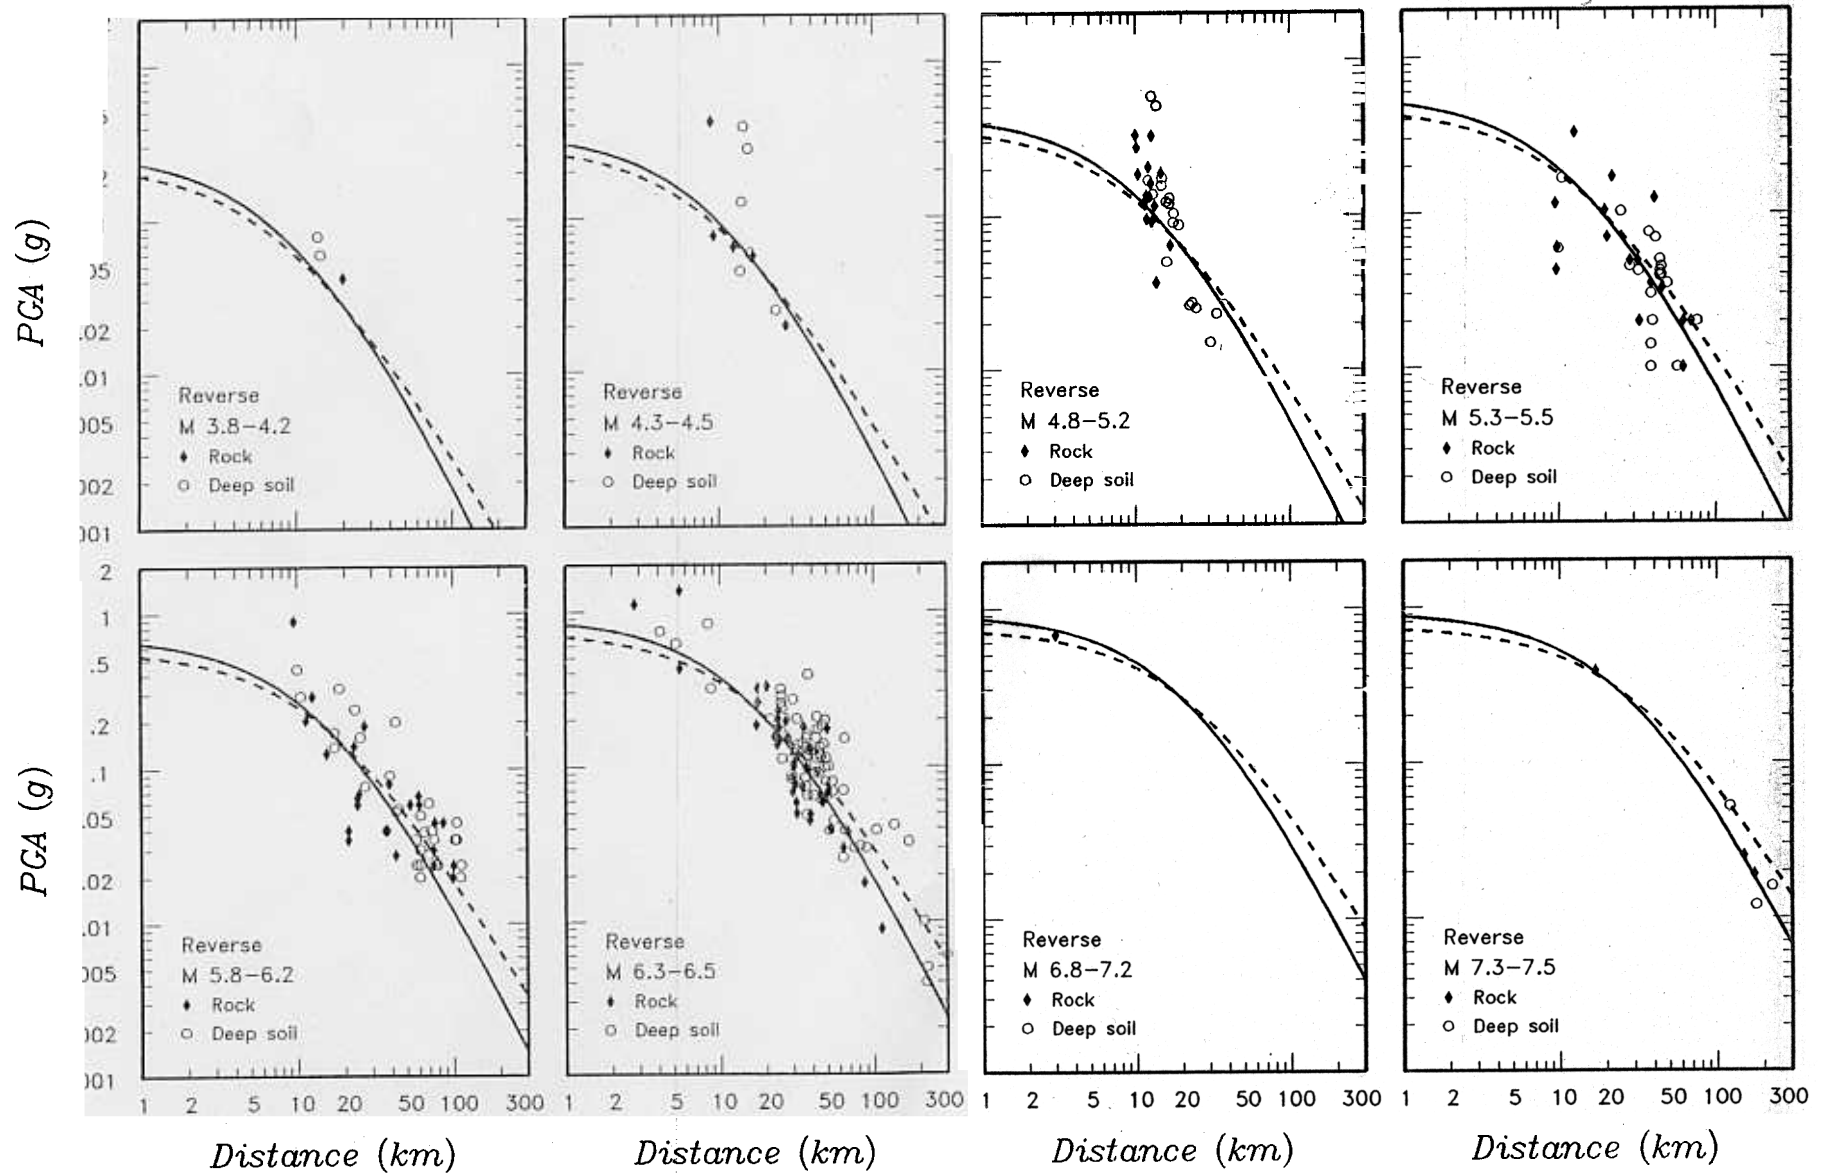 PGA (g)
05
.02
.01
005
002
001
Reverse
M 3.8–4.2
Rock
Deep soil
Reverse
M 4.3–4.5
Rock
Deep soil
Reverse
M 4.8–5.2
Rock
Deep soil
Reverse
M 5.3–5.5
Rock
Deep soil
PGA (g)
2
1
.5
.2
.1
.05
.02
.01
005
002
001
Reverse
M 5.8–6.2
Rock
Deep soil
1 2 5 10 20 50 100 300
Distance (km)
Reverse
M 6.3–6.5
Rock
Deep soil
1 2 5 10 20 50 100 300
Distance (km)
Reverse
M 6.8–7.2
Rock
Deep soil
1 2 5 10 20 50 100 300
Distance (km)
Reverse
M 7.3–7.5
Rock
Deep soil
1 2 5 10 20 50 100 300
Distance (km)